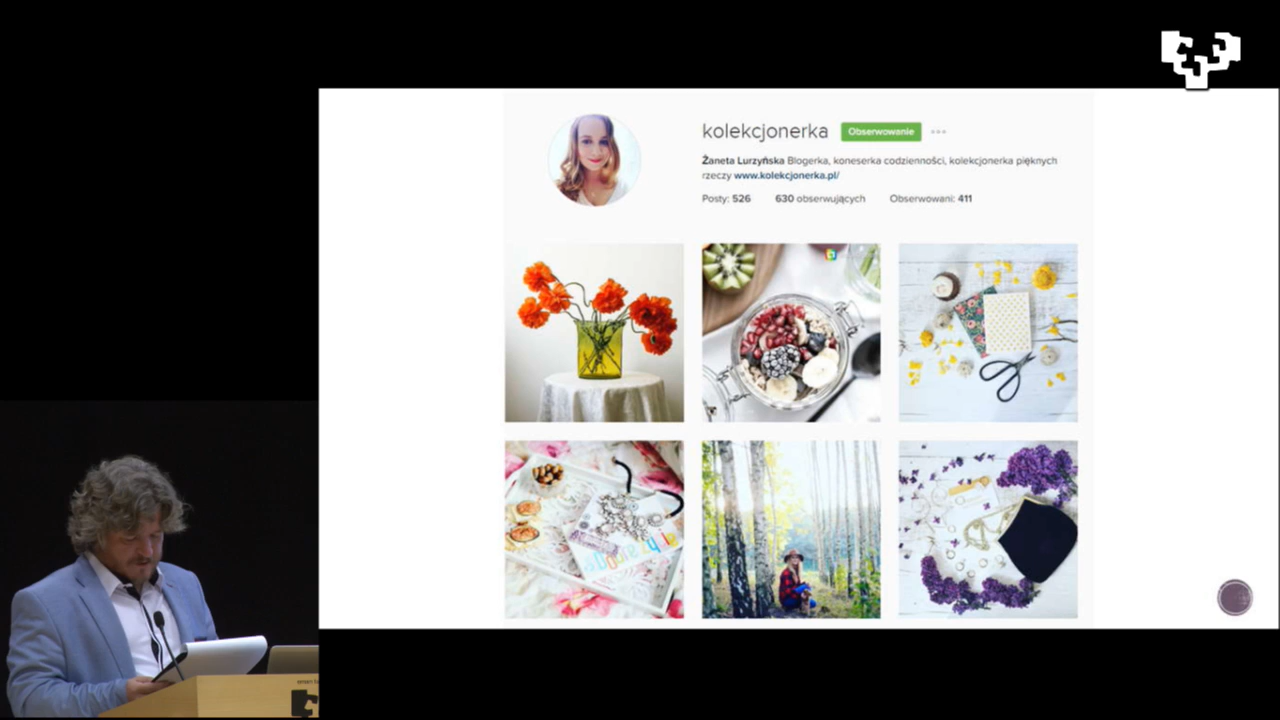 kolekcjonerka Obserwowanie
Żaneta Lurzyńska Blogerka, koneserka codzienności, kolekcjonerka pięknych
rzeczy www.kolekcjonerka.pl/
Posty: 526 630 obserwujących Obserwowani: 411